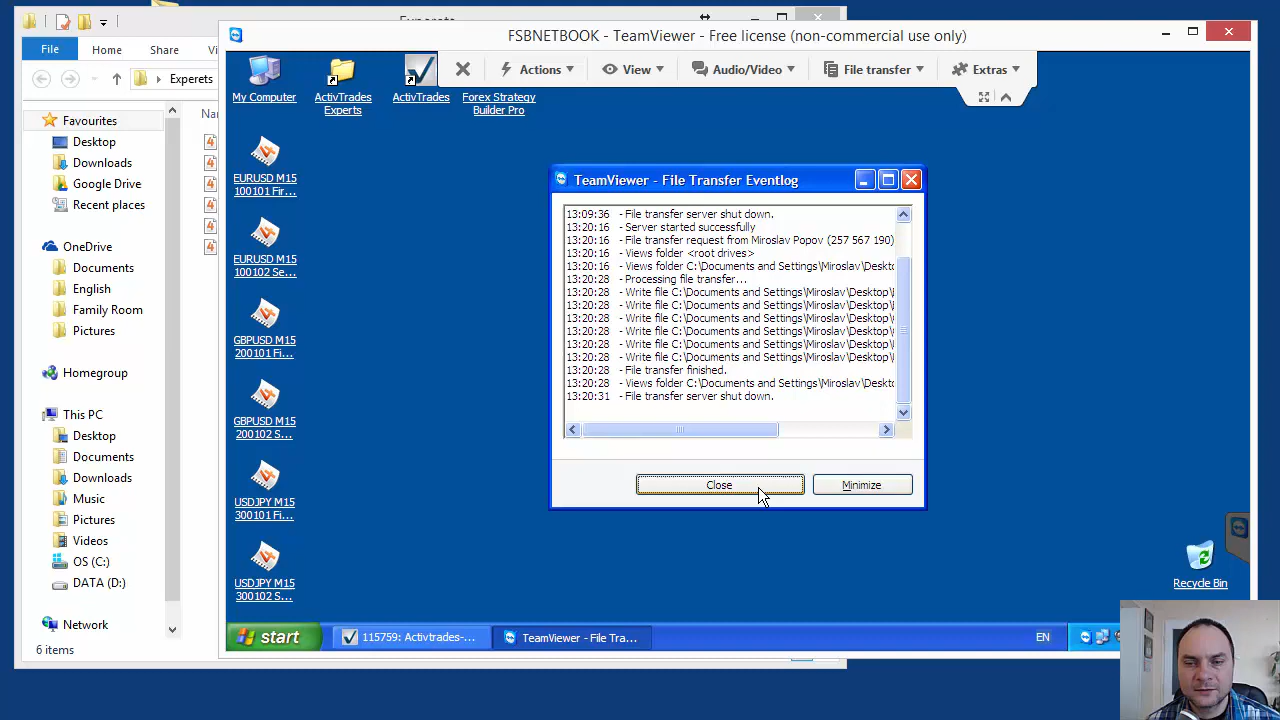 Experets
File
Home
Share
Vi
Experets
Favourites
Desktop
Downloads
Google Drive
Recent places
OneDrive
Documents
English
Family Room
Pictures
Homegroup
This PC
Desktop
Documents
Downloads
Music
Pictures
Videos
OS (C:)
DATA (D:)
Network
6 items
Nar
FSBNETBOOK - TeamViewer - Free license (non-commercial use only)
Actions
View
Audio/Video
File transfer
Extras
My Computer
ActivTrades
Experts
ActivTrades
Forex Strategy
Builder Pro
EURUSD M15
100101 Fir...
EURUSD M15
100102 Se...
GBPUSD M15
200101 Fi...
GBPUSD M15
200102 S...
USDJPY M15
300101 Fi...
USDJPY M15
300102 S...
TeamViewer - File Transfer Eventlog
13:09:36 - File transfer server shut down.
13:20:16 - Server started successfully
13:20:16 - File transfer request from Miroslav Popov (257 567 190)
13:20:16 - Views folder <root drives>
13:20:16 - Views folder C:\Documents and Settings\Miroslav\Deskto
13:20:28 - Processing file transfer...
13:20:28 - Write file C:\Documents and Settings\Miroslav\Desktop\
13:20:28 - Write file C:\Documents and Settings\Miroslav\Desktop\
13:20:28 - Write file C:\Documents and Settings\Miroslav\Desktop\
13:20:28 - Write file C:\Documents and Settings\Miroslav\Desktop\
13:20:28 - Write file C:\Documents and Settings\Miroslav\Desktop\
13:20:28 - Write file C:\Documents and Settings\Miroslav\Desktop\
13:20:28 - File transfer finished.
13:20:28 - Views folder C:\Documents and Settings\Miroslav\Deskto
13:20:31 - File transfer server shut down.
Close
Minimize
Recycle Bin
start
115759: Activtrades-...
TeamViewer - File Tra...
EN